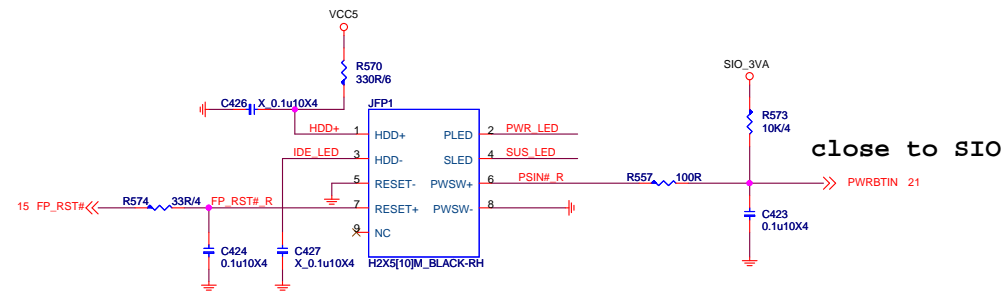 VCC5
R570
330R/6
SIO_3VA
C426
X_0.1u10X4
JFP1
R573
10K/4
HDD+
1
HDD+
PLED
2
PWR_LED
close to SIO
IDE_LED
3
HDD-
SLED
4
SUS_LED
5
RESET-
PWSW+
6
PSIN#_R
R557
100R
PWRBTIN 21
15 FP_RST#
R574
33R/4
FP_RST#_R
7
RESET+
PWSW-
8
9
NC
C423
0.1u10X4
C424
0.1u10X4
C427
X_0.1u10X4
H2X5[10]M_BLACK-RH